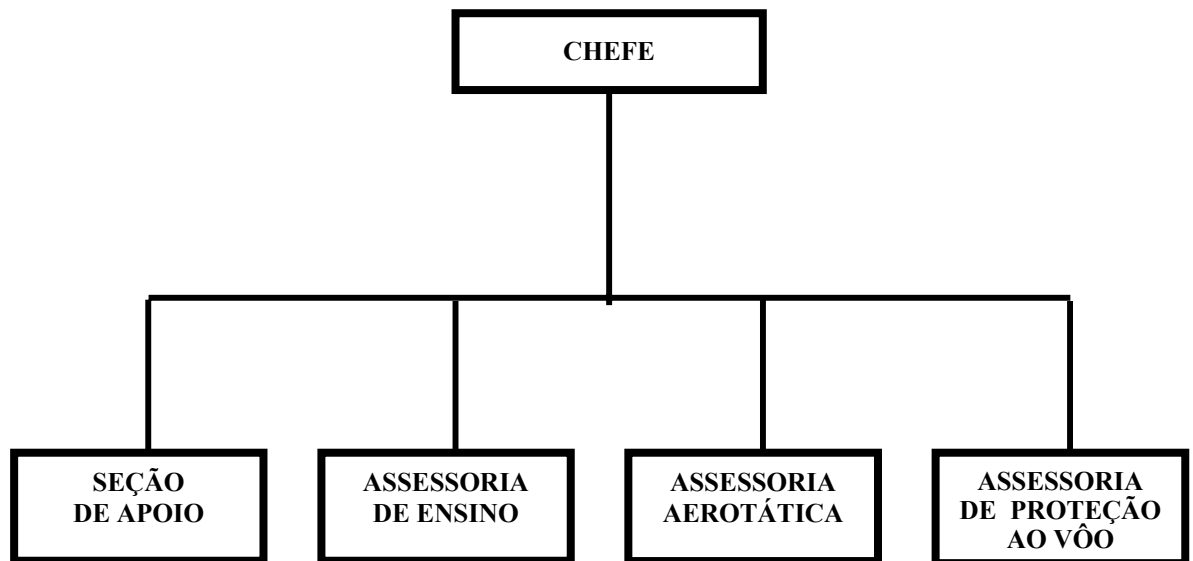 CHEFE
SEÇÃO
DE APOIO
ASSESSORIA
DE ENSINO
ASSESSORIA
AEROTÁTICA
ASSESSORIA
DE PROTEÇÃO
AO VÔO